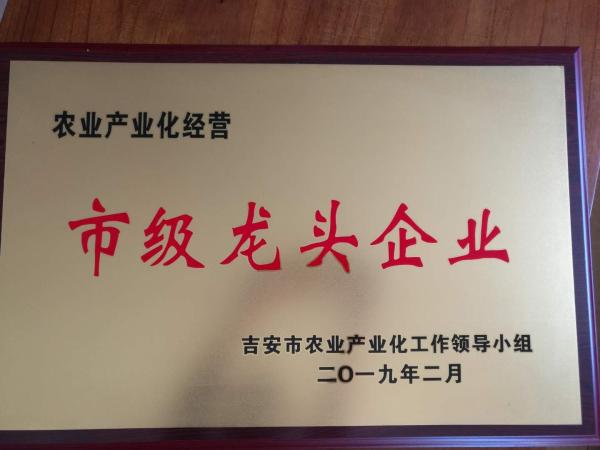 农业产业化经营
市级龙头企业
吉安市农业产业化工作领导小组
二〇一九年二月